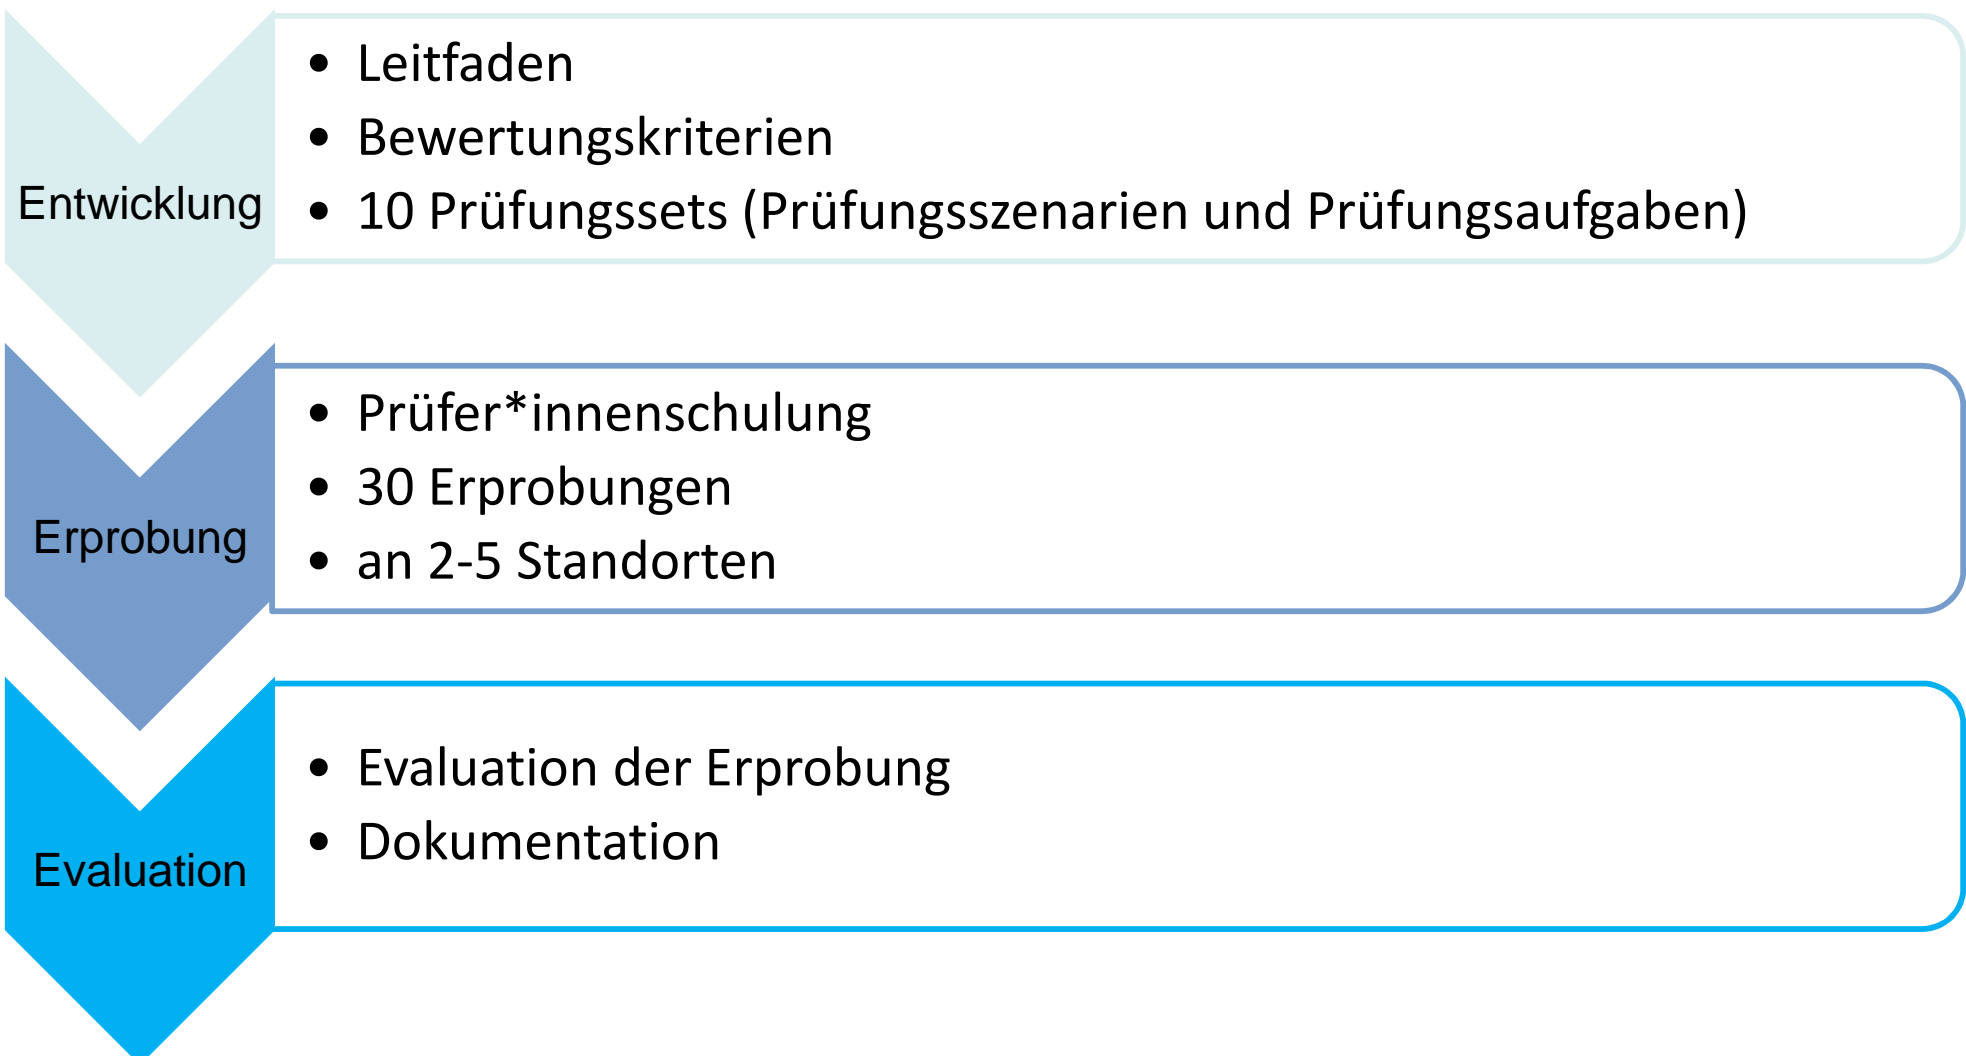 Entwicklung
• Leitfaden
• Bewertungskriterien
• 10 Prüfungssets (Prüfungsszenarien und Prüfungsaufgaben)
Erprobung
• Prüfer*innenschulung
• 30 Erprobungen
• an 2-5 Standorten
Evaluation
• Evaluation der Erprobung
• Dokumentation